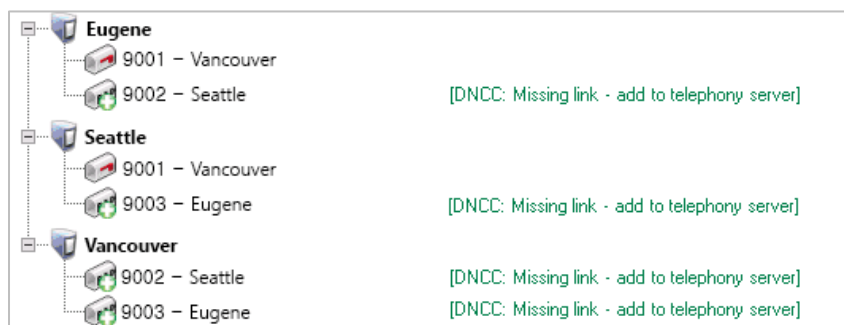 Eugene
9001 – Vancouver
9002 – Seattle [DNCC: Missing link - add to telephony server]
Seattle
9001 – Vancouver
9003 – Eugene [DNCC: Missing link - add to telephony server]
Vancouver
9002 – Seattle [DNCC: Missing link - add to telephony server]
9003 – Eugene [DNCC: Missing link - add to telephony server]